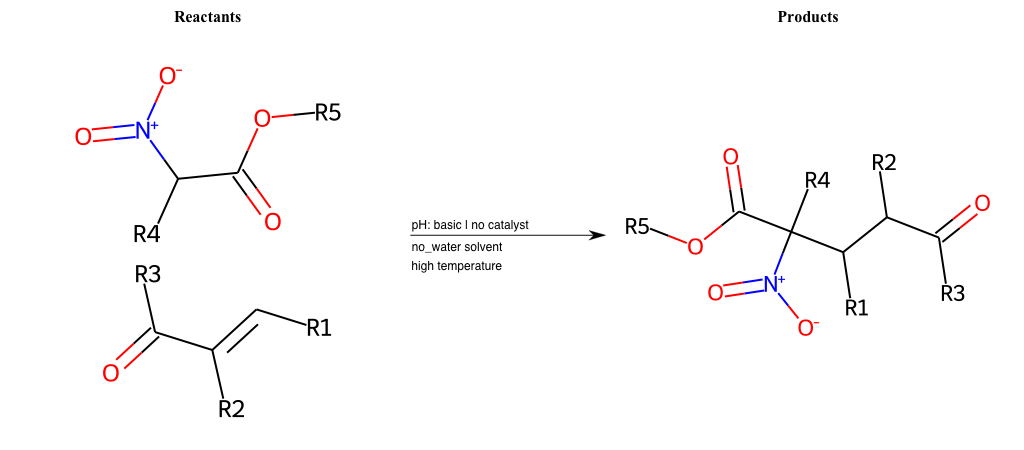 Reactants
Products
O-
O
N+
O
R5
O
R4
R3
R1
O
R2
pH: basic | no catalyst
no_water solvent
high temperature
O
R4
R2
R5
O
O
O
N+
R1
R3
O-